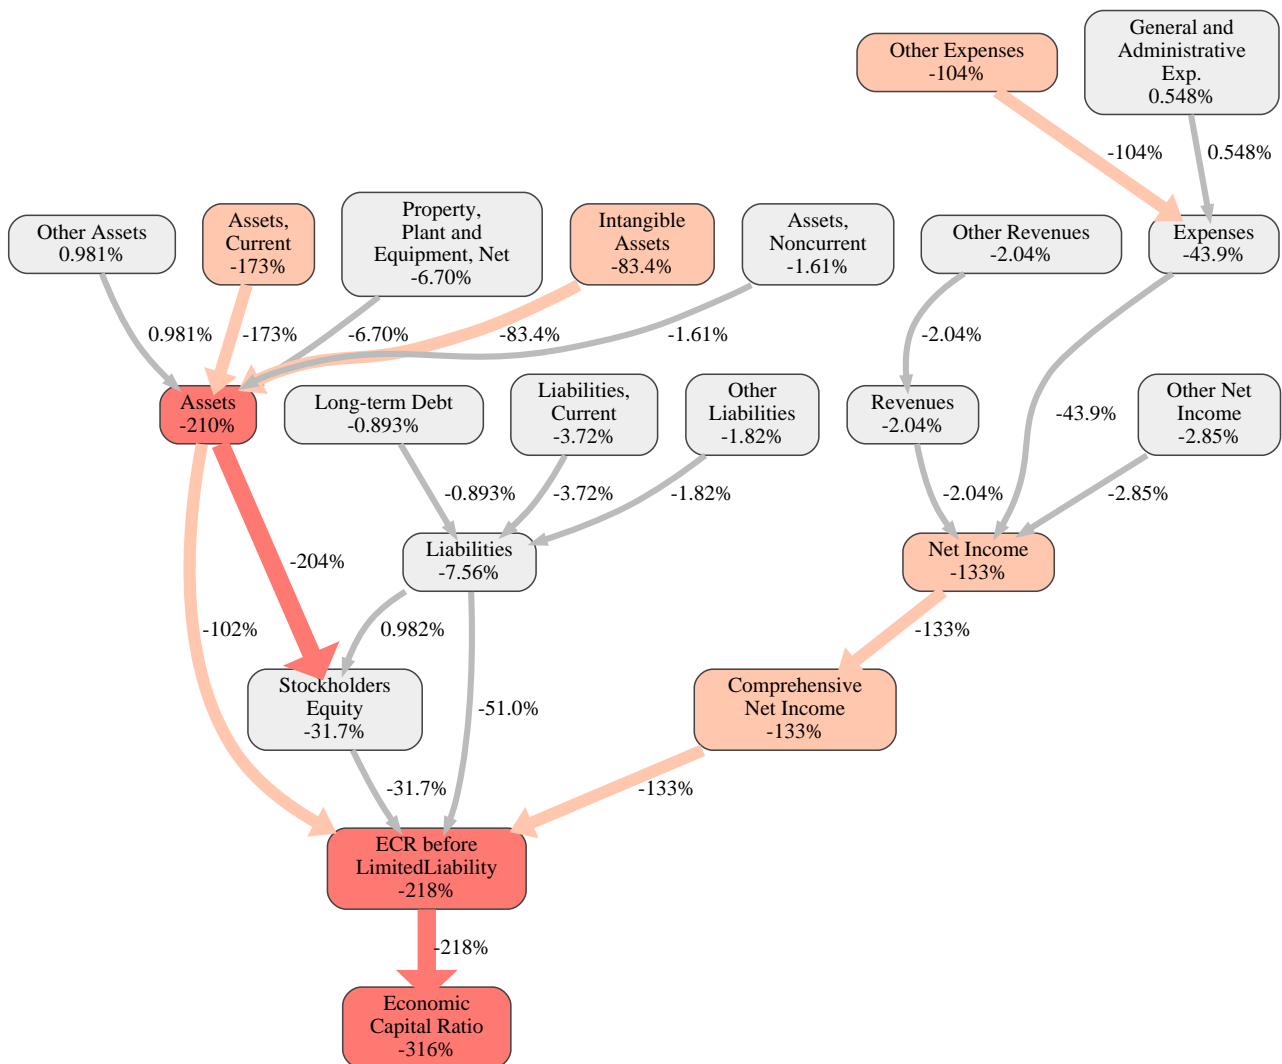 Other Expenses
-104%
General and
Administrative
Exp.
0.548%
-104%
0.548%
Other Assets
0.981%
Assets,
Current
-173%
Property,
Plant and
Equipment, Net
-6.70%
Intangible
Assets
-83.4%
Assets,
Noncurrent
-1.61%
Other Revenues
-2.04%
Expenses
-43.9%
0.981%
-173%
-6.70%
-83.4%
-1.61%
-2.04%
Assets
-210%
Long-term Debt
-0.893%
Liabilities,
Current
-3.72%
Other
Liabilities
-1.82%
Revenues
-2.04%
-43.9%
Other Net
Income
-2.85%
-0.893%
-3.72%
-1.82%
-2.04%
-2.85%
-204%
Liabilities
-7.56%
Net Income
-133%
-102%
0.982%
-133%
Stockholders
Equity
-31.7%
-51.0%
Comprehensive
Net Income
-133%
-31.7%
-133%
ECR before
LimitedLiability
-218%
-218%
Economic
Capital Ratio
-316%